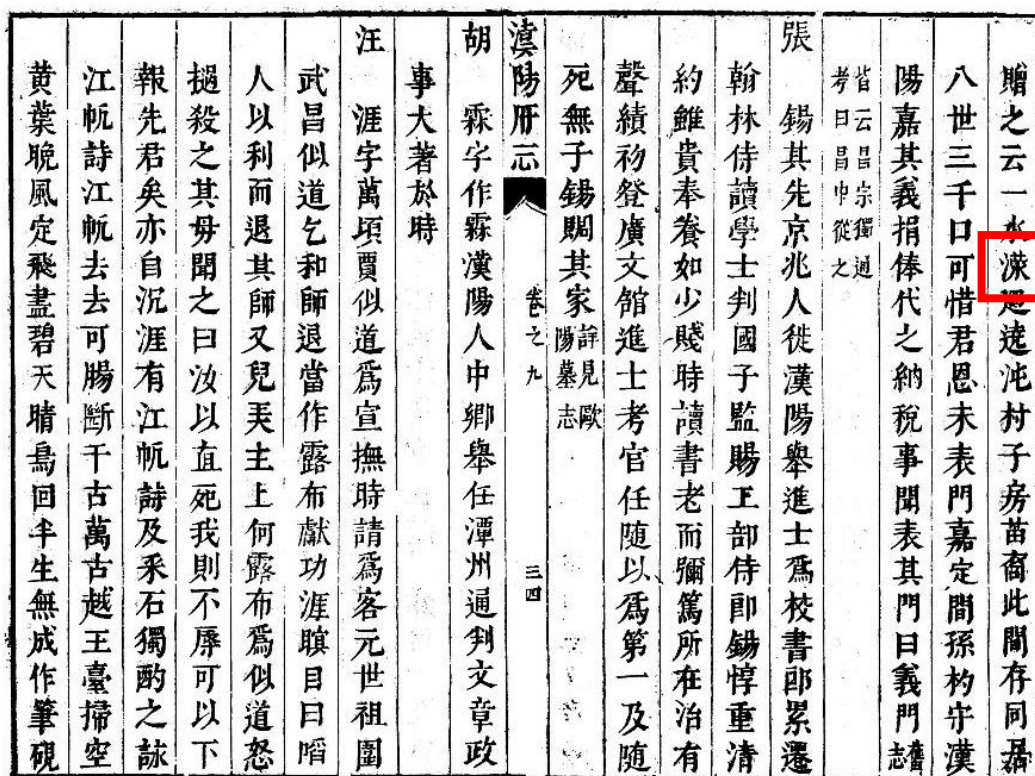 贈之云一水濴廻遶沌村子房苗裔此閒存同居
八世三千口可惜君恩未表門嘉定間孫杓守漢
陽嘉其義捐俸代之納稅事聞表其門曰義門舊志
皆云昌宗獨過
考曰昌中從之
張
錫其先京兆人徙漢陽舉進士爲校書郎累遷
翰林侍讀學士判國子監賜工部侍郎錫惇重清
約雖貴奉養如少賤時讀書老而彌篤所在治有
聲績初登廣文館進士考官任隨以爲第一及隨
死無子錫賙其家詳見歐陽墓志
漢陽府志 卷之九 三四
胡
霖字作霖漢陽人中鄉舉任潭州通判文章政
事大著於時
汪
涯字萬頃賈似道爲宣撫時請爲客元世祖圍
武昌似道乞和師退當作露布獻功涯瞋目曰啗
人以利而退其師又兒芺主上何露布爲似道怒
撾殺之其母聞之曰汝以直死我則不辱可以下
報先君矣亦自沉涯有江帆詩及采石獨酌之詠
江帆詩江帆去去可腸斷千古萬古越王臺掃空
黄葉晚風定飛盡碧天晴鳥回半生無成作筆硯